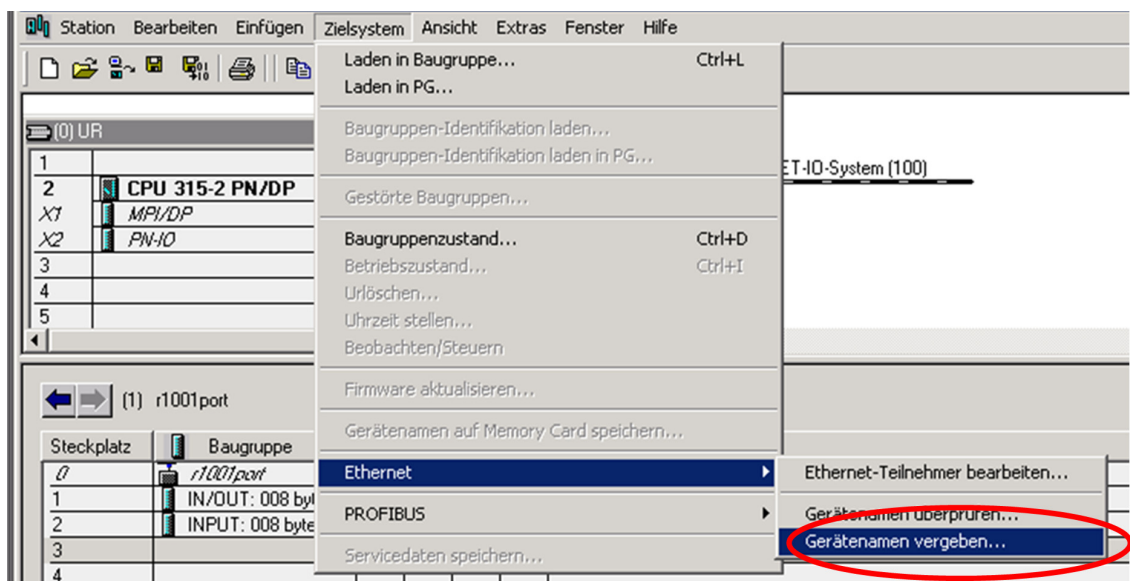 Station Bearbeiten Einfügen Zielsystem Ansicht Extras Fenster Hilfe
Laden in Baugruppe... Ctrl+L
Laden in PG...
Baugruppen-Identifikation laden...
Baugruppen-Identifikation laden in PG...
Gestörte Baugruppen...
Baugruppenzustand... Ctrl+D
Betriebszustand... Ctrl+I
Urlöschen...
Uhrzeit stellen...
Beobachten/Steuern
Firmware aktualisieren...
Gerätenamen auf Memory Card speichern...
Ethernet
PROFIBUS
Servicedaten speichern...
Ethernet-Teilnehmer bearbeiten...
Gerätenamen überprüfen...
Gerätenamen vergeben...
(0) UR
1
2 CPU 315-2 PN/DP
X1 MPI/DP
X2 PN-IO
3
4
5
ET-IO-System (100)
(1) r1001port
Steckplatz Baugruppe
0 r1001port
1 IN/OUT: 008 by
2 INPUT: 008 byte
3
4